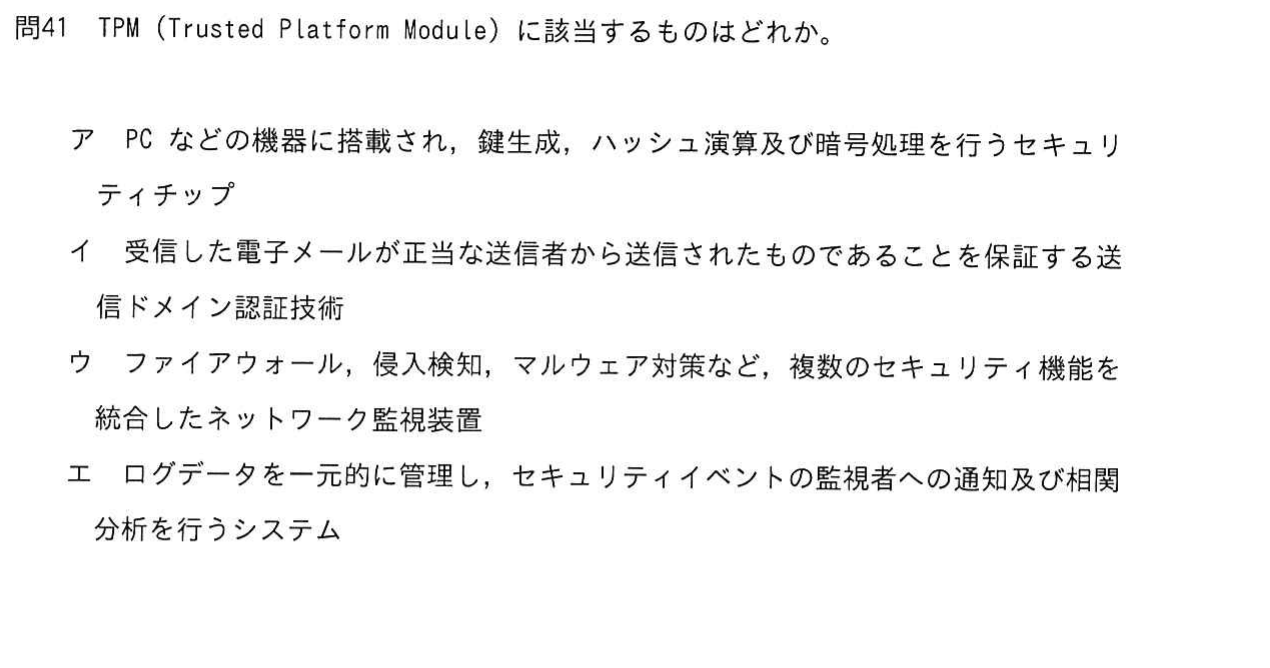 問41 TPM (Trusted Platform Module) に該当するものはどれか。
ア PC などの機器に搭載され，鍵生成，ハッシュ演算及び暗号処理を行うセキュリ
ティチップ
イ 受信した電子メールが正当な送信者から送信されたものであることを保証する送
信ドメイン認証技術
ウ ファイアウォール，侵入検知，マルウェア対策など，複数のセキュリティ機能を
統合したネットワーク監視装置
エ ログデータを一元的に管理し，セキュリティイベントの監視者への通知及び相関
分析を行うシステム